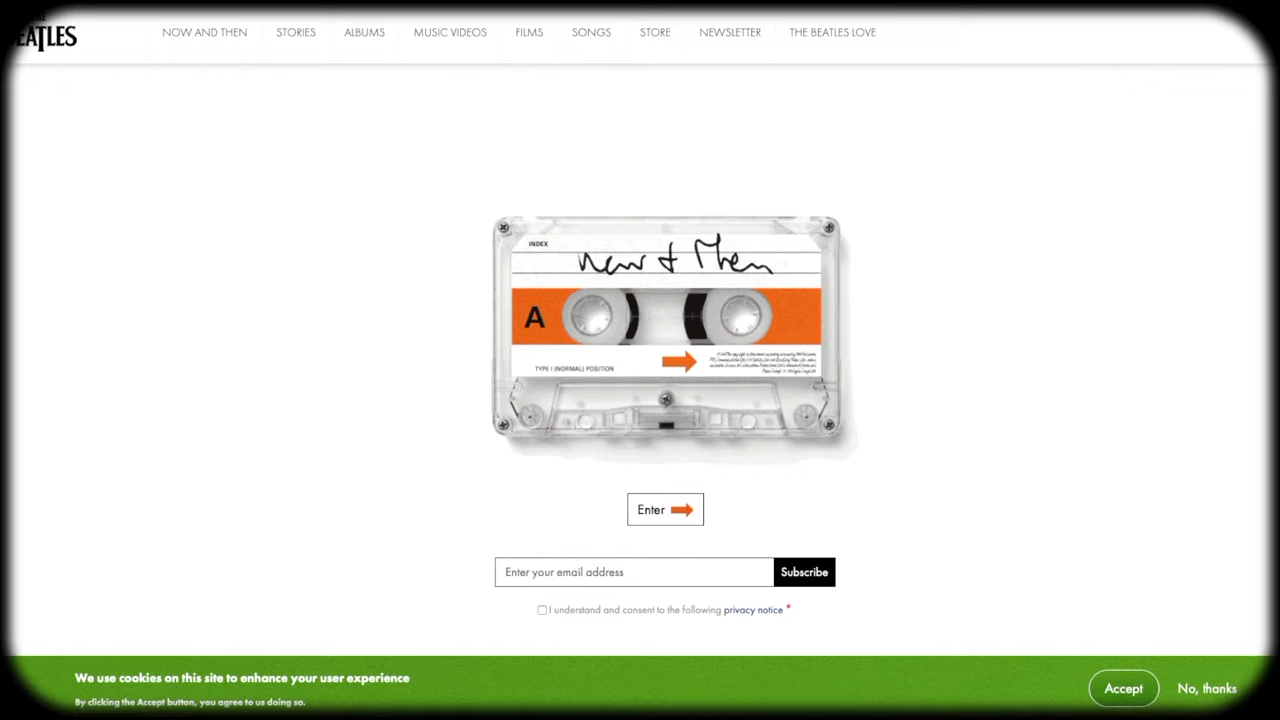 BEATLES
NOW AND THEN STORIES ALBUMS MUSIC VIDEOS FILMS SONGS STORE NEWSLETTER THE BEATLES LOVE
INDEX
Now & Then
A
TYPE I (NORMAL) POSITION
Enter
Enter your email address Subscribe
I understand and consent to the following privacy notice *
We use cookies on this site to enhance your user experience
By clicking the Accept button, you agree to us doing so.
Accept No, thanks